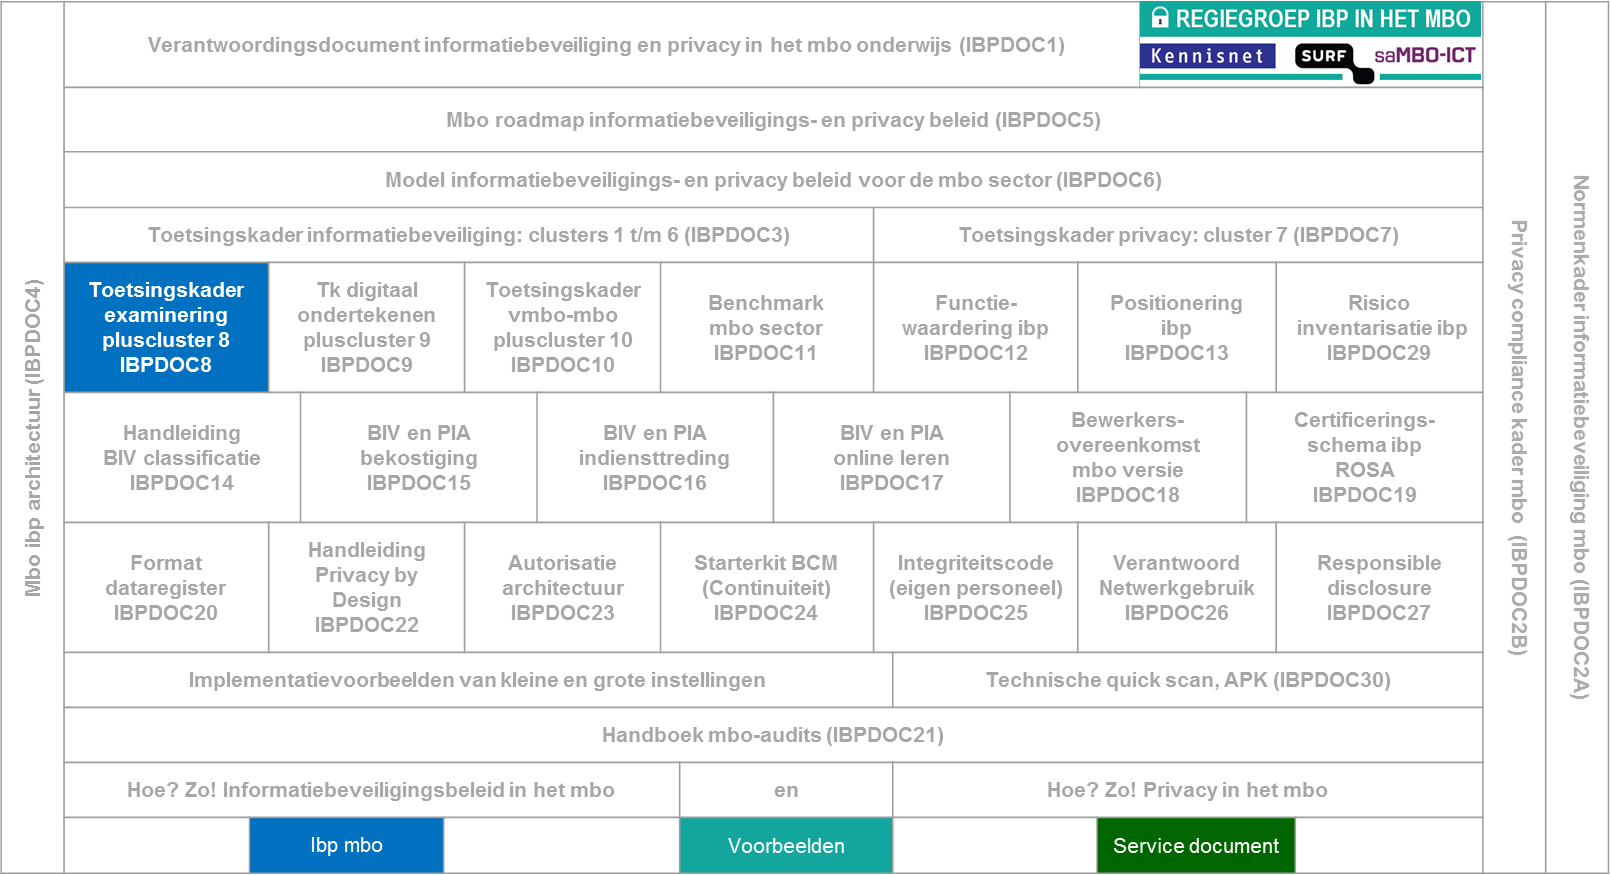 Verantwoordingsdocument informatiebeveiliging en privacy in het mbo onderwijs (IBPDOC1)
REGIEGROEP IBP IN HET MBO
Kennisnet
SURF
saMBO-ICT
Mbo roadmap informatiebeveiligings- en privacy beleid (IBPDOC5)
Model informatiebeveiligings- en privacy beleid voor de mbo sector (IBPDOC6)
Toetsingskader informatiebeveiliging: clusters 1 t/m 6 (IBPDOC3)
Toetsingskader privacy: cluster 7 (IBPDOC7)
Mbo ibp architectuur (IBPDOC4)
Toetsingskader
examinering
pluscluster 8
IBPDOC8
Tk digitaal
ondertekenen
pluscluster 9
IBPDOC9
Toetsingskader
vmbo-mbo
pluscluster 10
IBPDOC10
Benchmark
mbo sector
IBPDOC11
Functie-
waardering ibp
IBPDOC12
Positionering
ibp
IBPDOC13
Risico
inventarisatie ibp
IBPDOC29
Handleiding
BIV classificatie
IBPDOC14
BIV en PIA
bekostiging
IBPDOC15
BIV en PIA
indiensttreding
IBPDOC16
BIV en PIA
online leren
IBPDOC17
Bewerkers-
overeenkomst
mbo versie
IBPDOC18
Certificerings-
schema ibp
ROSA
IBPDOC19
Format
dataregister
IBPDOC20
Handleiding
Privacy by
Design
IBPDOC22
Autorisatie
architectuur
IBPDOC23
Starterkit BCM
(Continuiteit)
IBPDOC24
Integriteitscode
(eigen personeel)
IBPDOC25
Verantwoord
Netwerkgebruik
IBPDOC26
Responsible
disclosure
IBPDOC27
Implementatievoorbeelden van kleine en grote instellingen
Technische quick scan, APK (IBPDOC30)
Handboek mbo-audits (IBPDOC21)
Hoe? Zo! Informatiebeveiligingsbeleid in het mbo
en
Hoe? Zo! Privacy in het mbo
Ibp mbo
Voorbeelden
Service document
Privacy compliance kader mbo (IBPDOC2B)
Normenkader informatiebeveiliging mbo (IBPDOC2A)